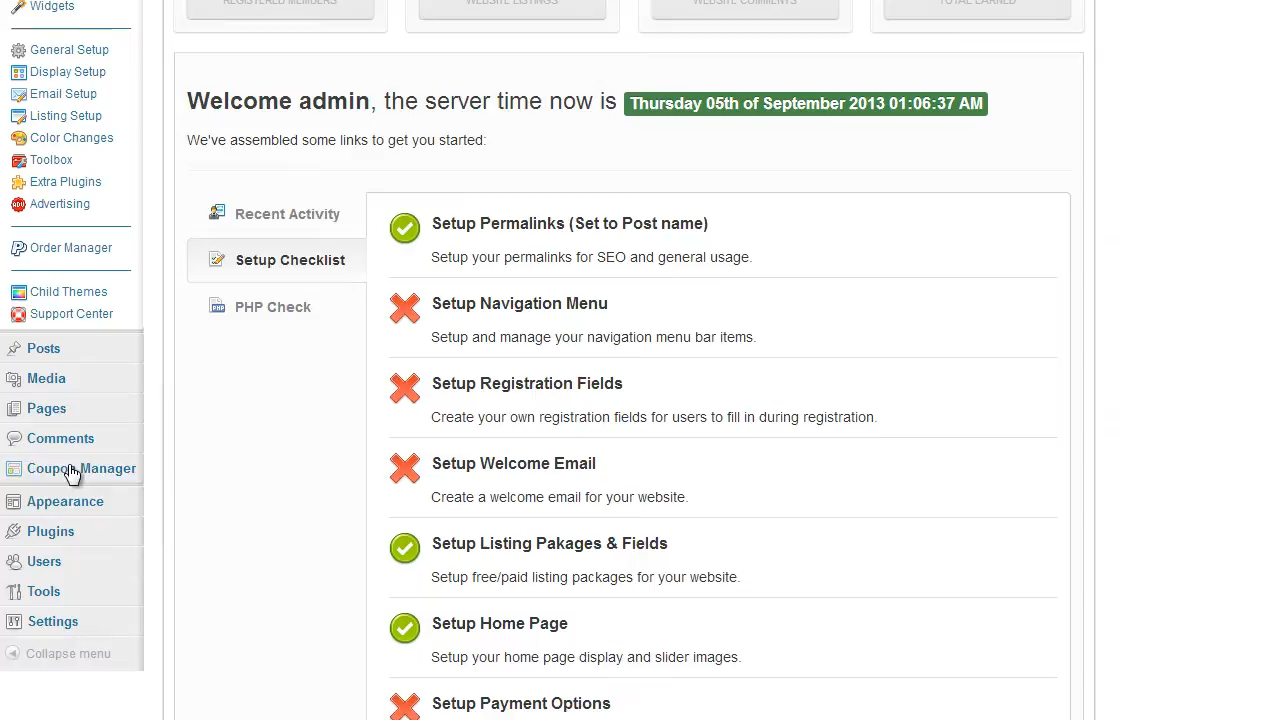 REGISTERED MEMBERS
WEBSITE LISTINGS
WEBSITE COMMENTS
TOTAL EARNED
Widgets
General Setup
Display Setup
Email Setup
Listing Setup
Color Changes
Toolbox
Extra Plugins
Advertising
Order Manager
Child Themes
Support Center
Posts
Media
Pages
Comments
Coupon Manager
Appearance
Plugins
Users
Tools
Settings
Collapse menu
Welcome admin, the server time now is Thursday 05th of September 2013 01:06:37 AM
We've assembled some links to get you started:
Recent Activity
Setup Checklist
PHP Check
Setup Permalinks (Set to Post name)
Setup your permalinks for SEO and general usage.
Setup Navigation Menu
Setup and manage your navigation menu bar items.
Setup Registration Fields
Create your own registration fields for users to fill in during registration.
Setup Welcome Email
Create a welcome email for your website.
Setup Listing Pakages & Fields
Setup free/paid listing packages for your website.
Setup Home Page
Setup your home page display and slider images.
Setup Payment Options